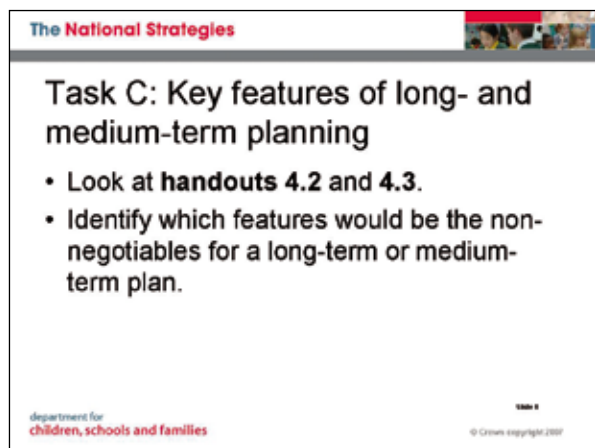 The National Strategies
Task C: Key features of long- and
medium-term planning
• Look at handouts 4.2 and 4.3.
• Identify which features would be the non-
negotiables for a long-term or medium-
term plan.
Slide
department for
children, schools and families
© Crown copyright 2007